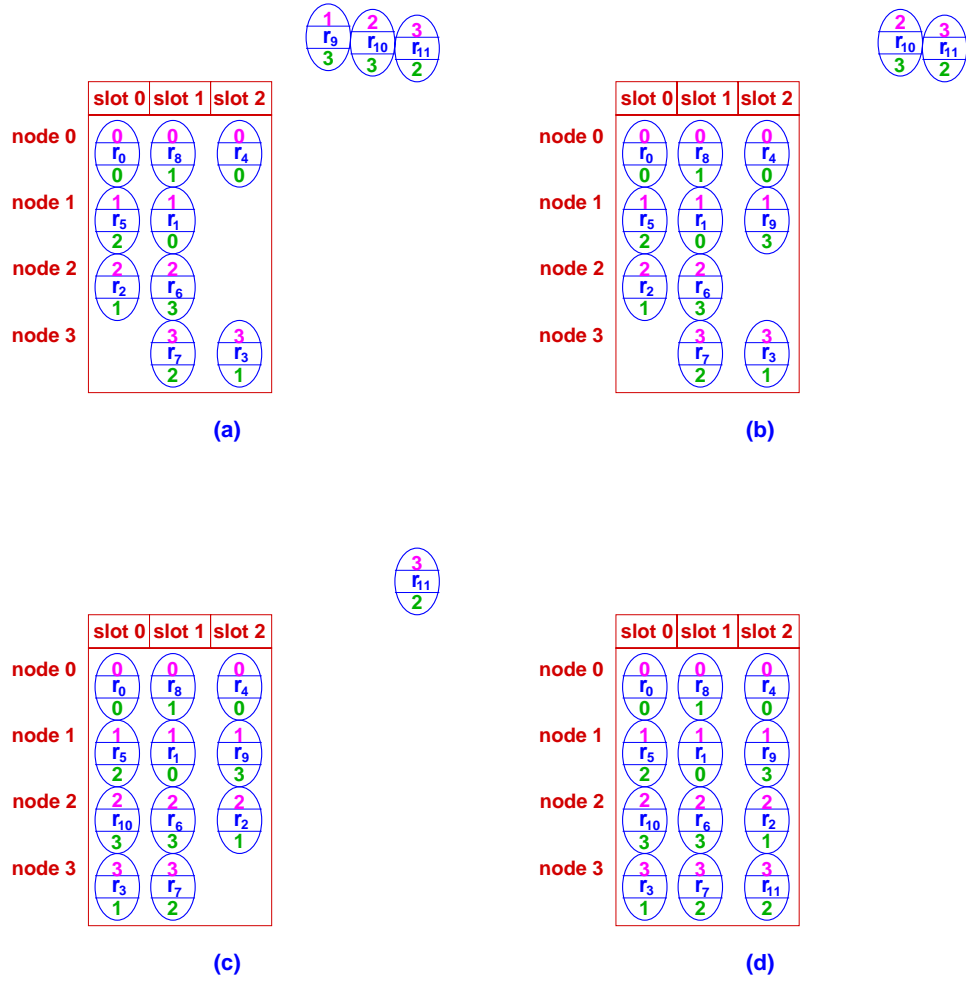 1 2 3
r9 r10 r11
3 3 2
slot 0 slot 1 slot 2
node 0
0 0 0
r0 r8 r4
0 1 0
node 1
1 1
r5 r1
2 0
node 2
2 2
r2 r6
1 3
node 3
3 3
r7 r3
2 1
(a)
2 3
r10 r11
3 2
slot 0 slot 1 slot 2
node 0
0 0 0
r0 r8 r4
0 1 0
node 1
1 1 1
r5 r1 r9
2 0 3
node 2
2 2
r2 r6
1 3
node 3
3 3
r7 r3
2 1
(b)
3
r11
2
slot 0 slot 1 slot 2
node 0
0 0 0
r0 r8 r4
0 1 0
node 1
1 1 1
r5 r1 r9
2 0 3
node 2
2 2 2
r10 r6 r2
3 3 1
node 3
3 3
r3 r7
1 2
(c)
slot 0 slot 1 slot 2
node 0
0 0 0
r0 r8 r4
0 1 0
node 1
1 1 1
r5 r1 r9
2 0 3
node 2
2 2 2
r10 r6 r2
3 3 1
node 3
3 3 3
r3 r7 r11
1 2 2
(d)